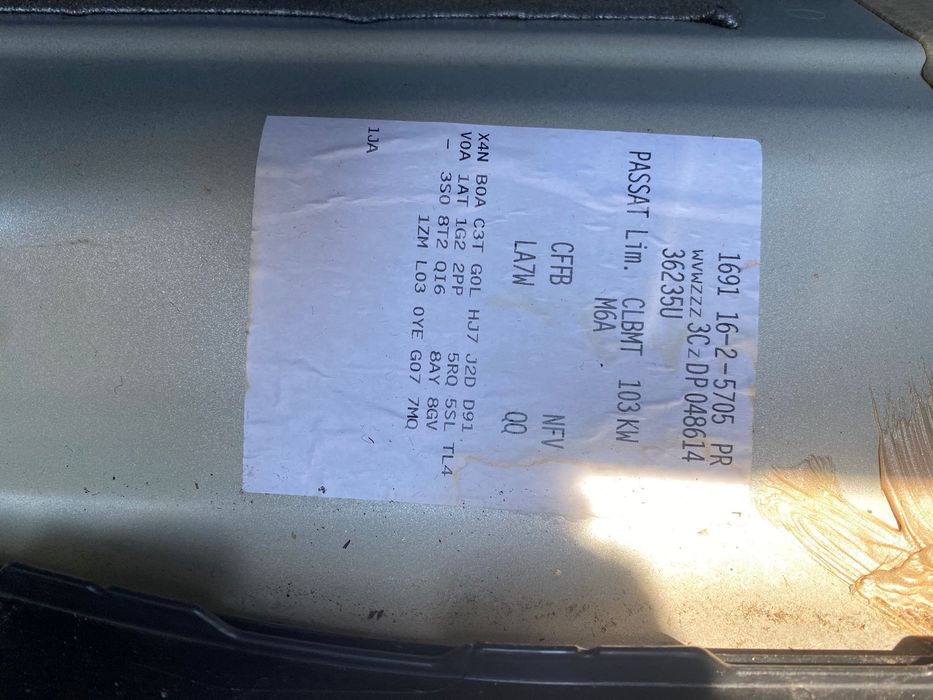 1691 16-2-5705 PR
WVWZZZ3CZDP048614
36235U
PASSAT Lim. CLBMT 103 KW
M6A
CFFB NFV
LA7W QQ
X4N B0A C3T G0L HJ7 J2D D91
V0A 1AT 1G2 2PP 5RQ 5SL TL4
– 3S0 8T2 QI6 8AY 8GV
1ZM L03 0YE G07 7MQ
1JA